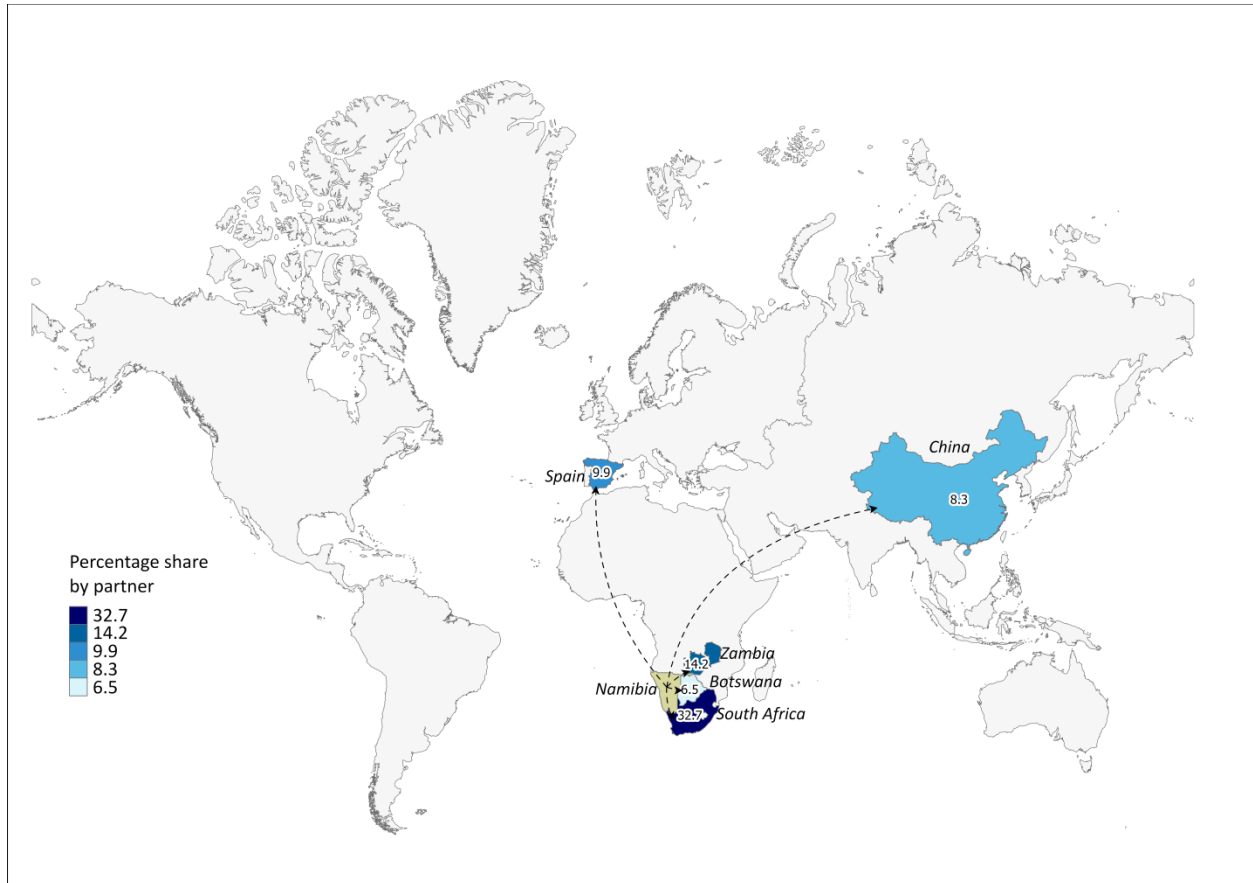 China
Spain
9.9
8.3
Percentage share
by partner
32.7
14.2
9.9
8.3
6.5
Zambia
14.2
Botswana
Namibia
6.5
South Africa
32.7